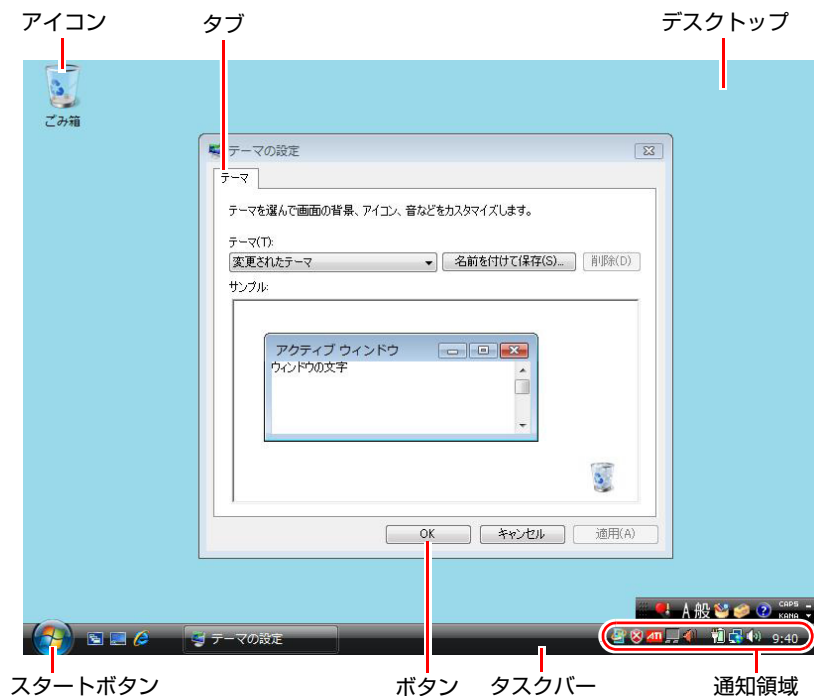 アイコン
タブ
デスクトップ
ごみ箱
テーマの設定
テーマ
テーマを選んで画面の背景、アイコン、音などをカスタマイズします。
テーマ(T):
変更されたテーマ
名前を付けて保存(S)...
削除(D)
サンプル:
アクティブ ウィンドウ
ウィンドウの文字
OK
キャンセル
適用(A)
A 般
CAPS
KANA
テーマの設定
ATI
9:40
スタートボタン
ボタン
タスクバー
通知領域